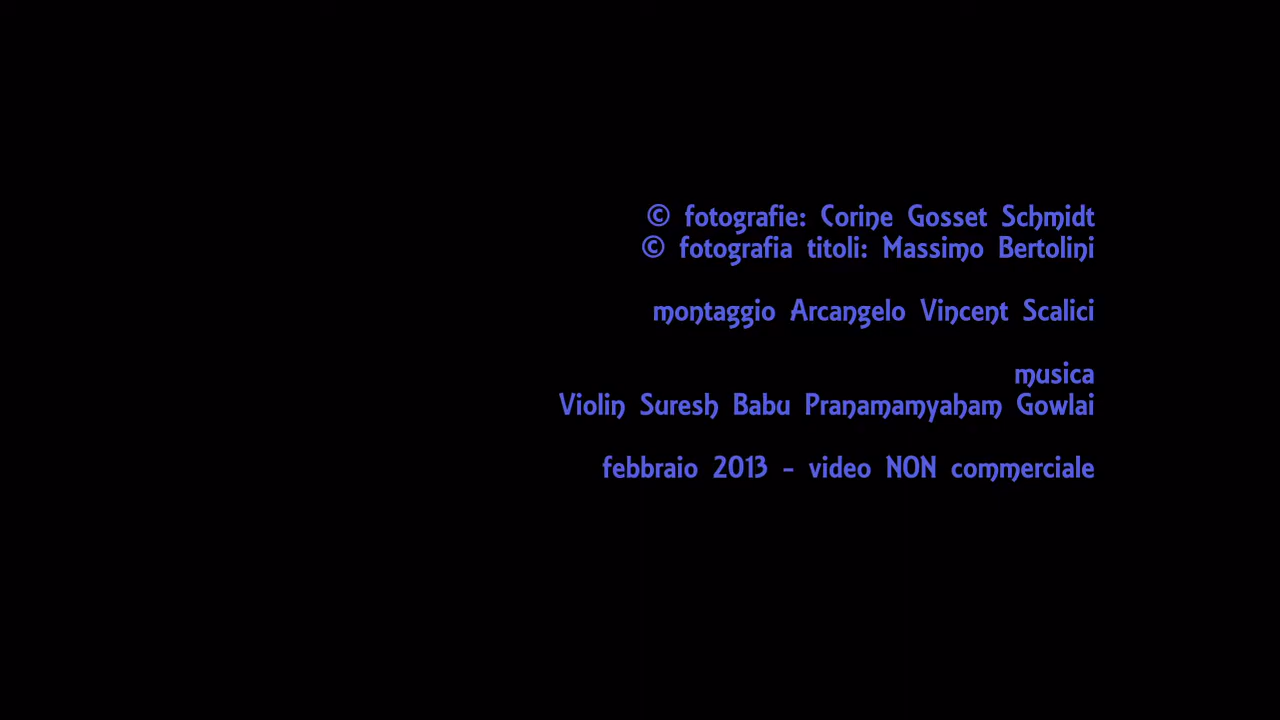 © fotografie: Corine Gosset Schmidt
© fotografia titoli: Massimo Bertolini
montaggio Arcangelo Vincent Scalici
musica
Violin Suresh Babu Pranamamyaham Gowlai
febbraio 2013 - video NON commerciale